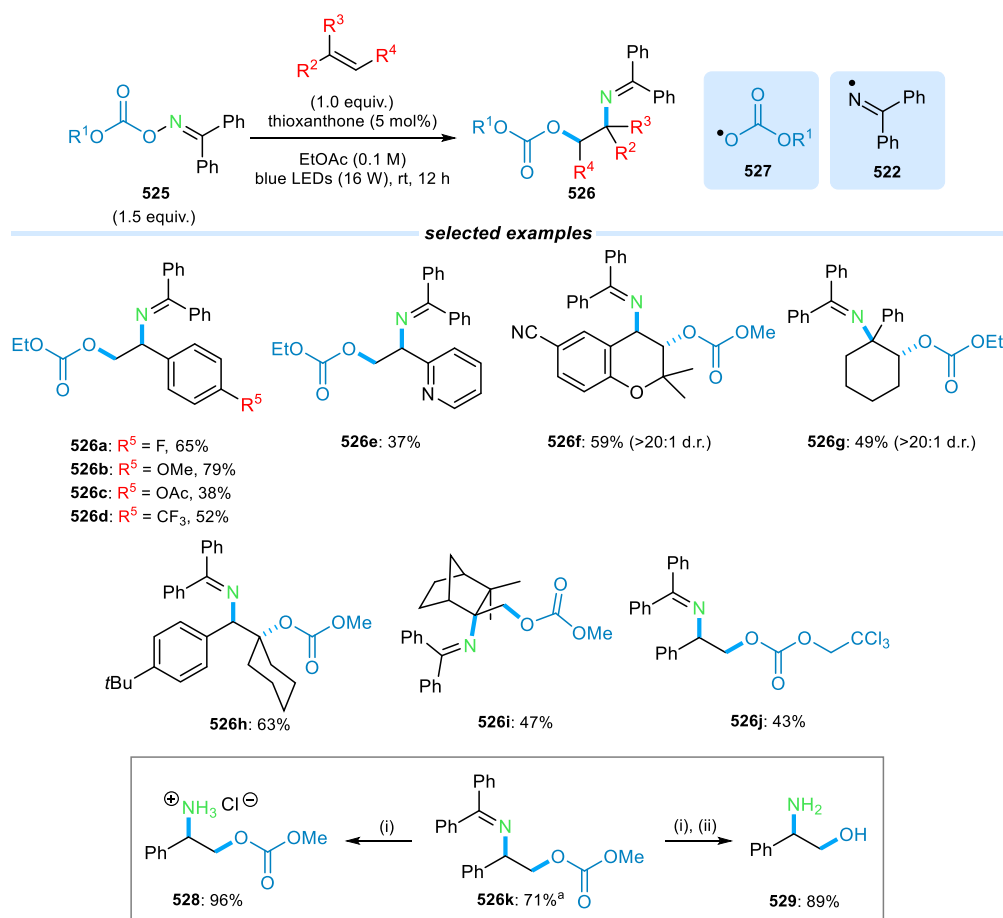 R³
R⁴
R²
(1.0 equiv.)
thioxanthone (5 mol%)
EtOAc (0.1 M)
blue LEDs (16 W), rt, 12 h
O
R¹
O
O
N
Ph
Ph
525
(1.5 equiv.)
Ph
N
Ph
R¹O
O
R³
R²
O
R⁴
526
O
•O
OR¹
527
•
N
Ph
Ph
522
selected examples
Ph
N
Ph
EtO
O
O
R⁵
526a: R⁵ = F, 65%
526b: R⁵ = OMe, 79%
526c: R⁵ = OAc, 38%
526d: R⁵ = CF₃, 52%
Ph
N
Ph
EtO
O
O
N
526e: 37%
Ph
Ph
N
NC
O
OMe
O
O
526f: 59% (>20:1 d.r.)
Ph
Ph
N
Ph
O
OEt
O
526g: 49% (>20:1 d.r.)
Ph
Ph
N
O
OMe
O
tBu
526h: 63%
O
O
OMe
Ph
N
Ph
526i: 47%
Ph
Ph
N
Ph
O
O
CCl₃
O
526j: 43%
⊕
NH₃
Cl ⊖
Ph
O
OMe
O
528: 96%
(i)
Ph
Ph
N
Ph
O
OMe
O
526k: 71%ᵃ
(i), (ii)
NH₂
Ph
OH
529: 89%